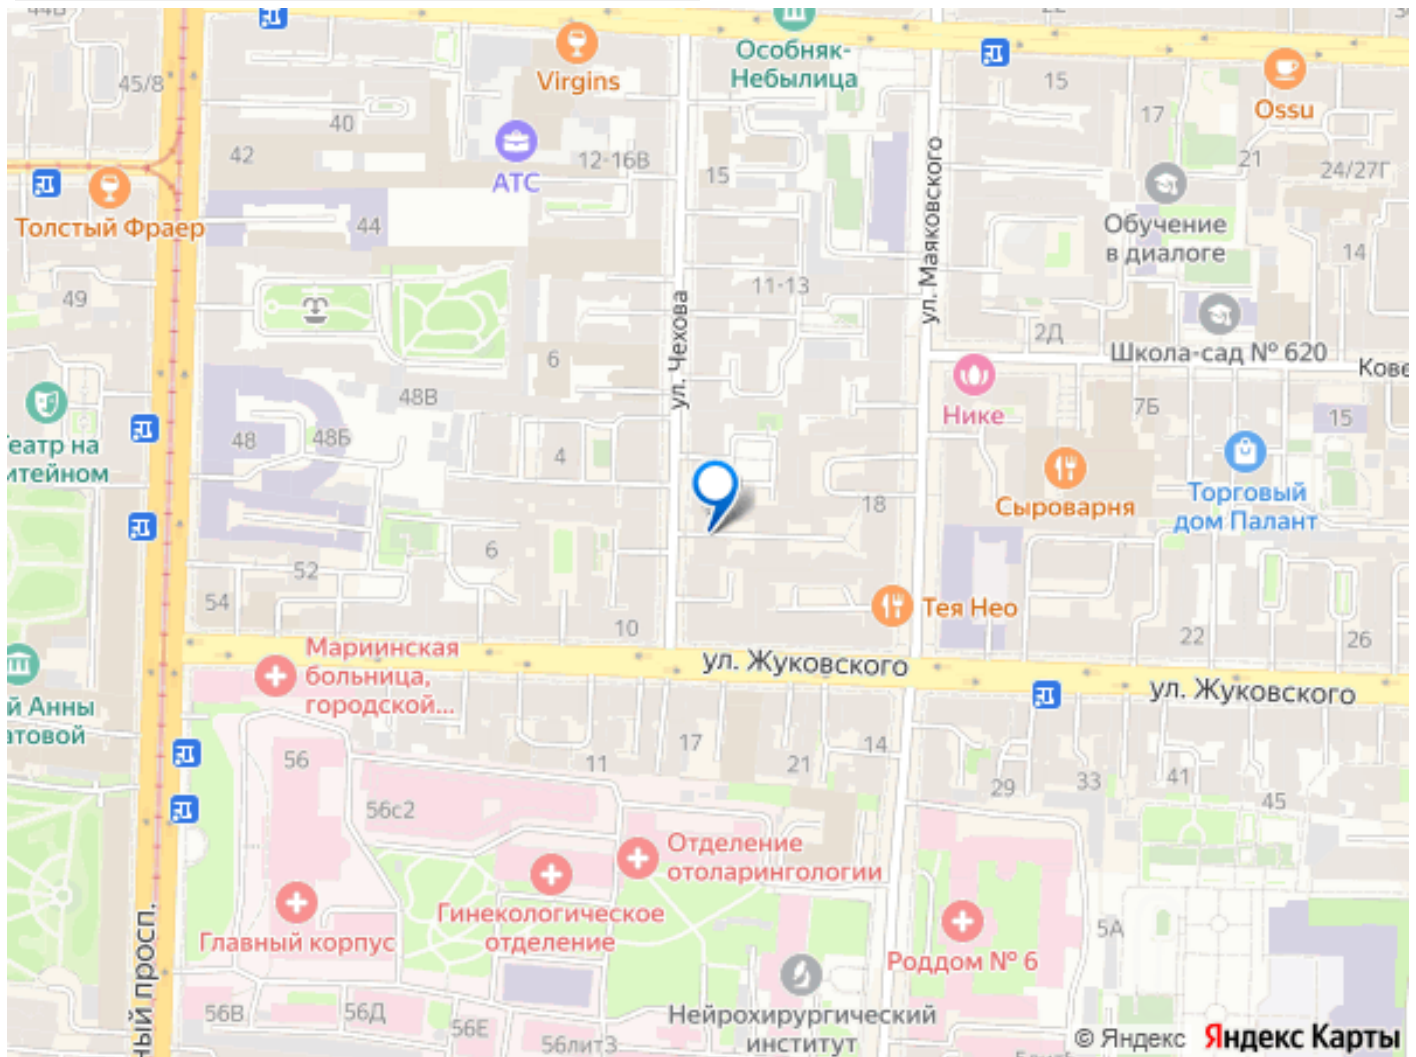 45/8
Virgins
Особняк-
Небылица
15
Ossu
40
17
42
АТС
12-16В
15
21
24/27Г
Толстый Фраер
44
Обучение
в диалоге
14
49
11-13
ул. Маяковского
2Д
Школа-сад № 620
6
ул. Чехова
48В
Нике
7Б
15
48
48Б
4
Сыроварня
Торговый
дом Палант
18
6
52
54
10
Тея Нео
22
26
Мариинская
больница,
городской...
ул. Жуковского
ул. Жуковского
й Анны
17
14
56
11
21
29
33
41
45
56с2
Отделение
отоларингологии
Гинекологическое
отделение
Главный корпус
5А
Роддом № 6
56В
56Д
56Е
56литЗ
Нейрохирургический
институт
ный просп.
© Яндекс Яндекс Карты